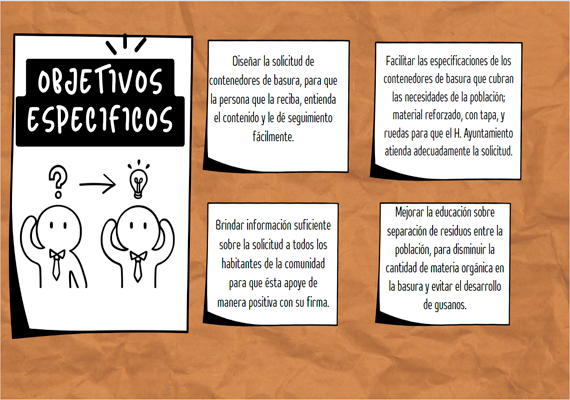 OBJETIVOS
ESPECIFICOS
?
Diseñar la solicitud de
contenedores de basura, para que
la persona que la reciba, entienda
el contenido y le dé seguimiento
fácilmente.
Facilitar las especificaciones de los
contenedores de basura que cubran
las necesidades de la población;
material reforzado, con tapa, y
ruedas para que el H. Ayuntamiento
atienda adecuadamente la solicitud.
Brindar información suficiente
sobre la solicitud a todos los
habitantes de la comunidad
para que ésta apoye de
manera positiva con su firma.
Mejorar la educación sobre
separación de residuos entre la
población, para disminuir la
cantidad de materia orgánica en
la basura y evitar el desarrollo
de gusanos.